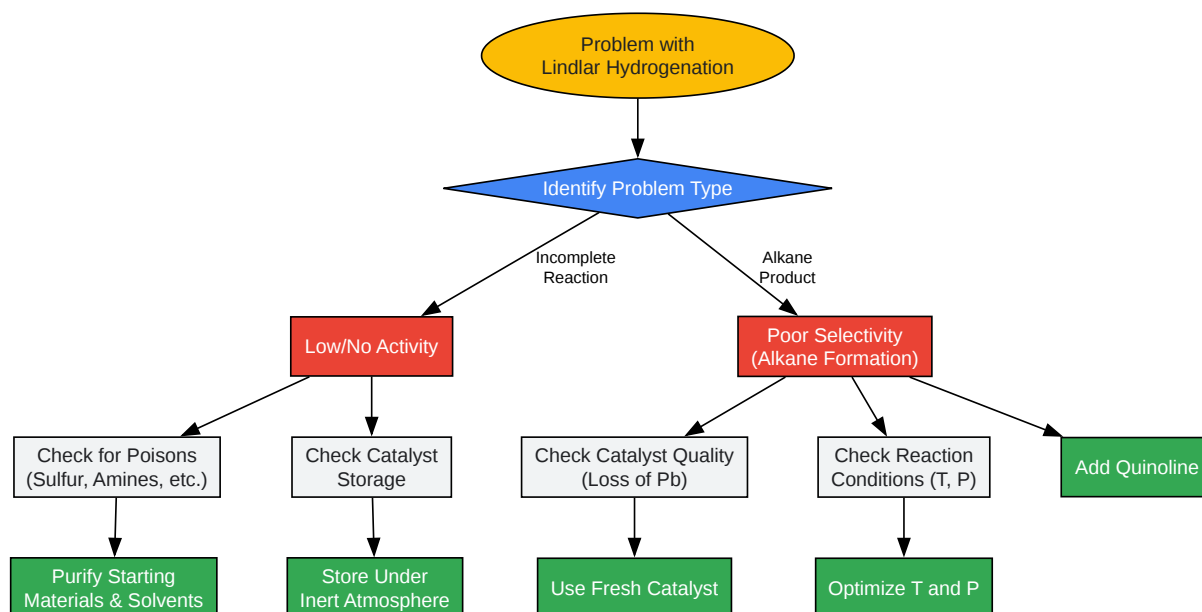 Problem with
Lindlar Hydrogenation
Identify Problem Type
Incomplete
Reaction
Alkane
Product
Low/No Activity
Poor Selectivity
(Alkane Formation)
Check for Poisons
(Sulfur, Amines, etc.)
Check Catalyst
Storage
Check Catalyst Quality
(Loss of Pb)
Check Reaction
Conditions (T, P)
Add Quinoline
Purify Starting
Materials & Solvents
Store Under
Inert Atmosphere
Use Fresh Catalyst
Optimize T and P